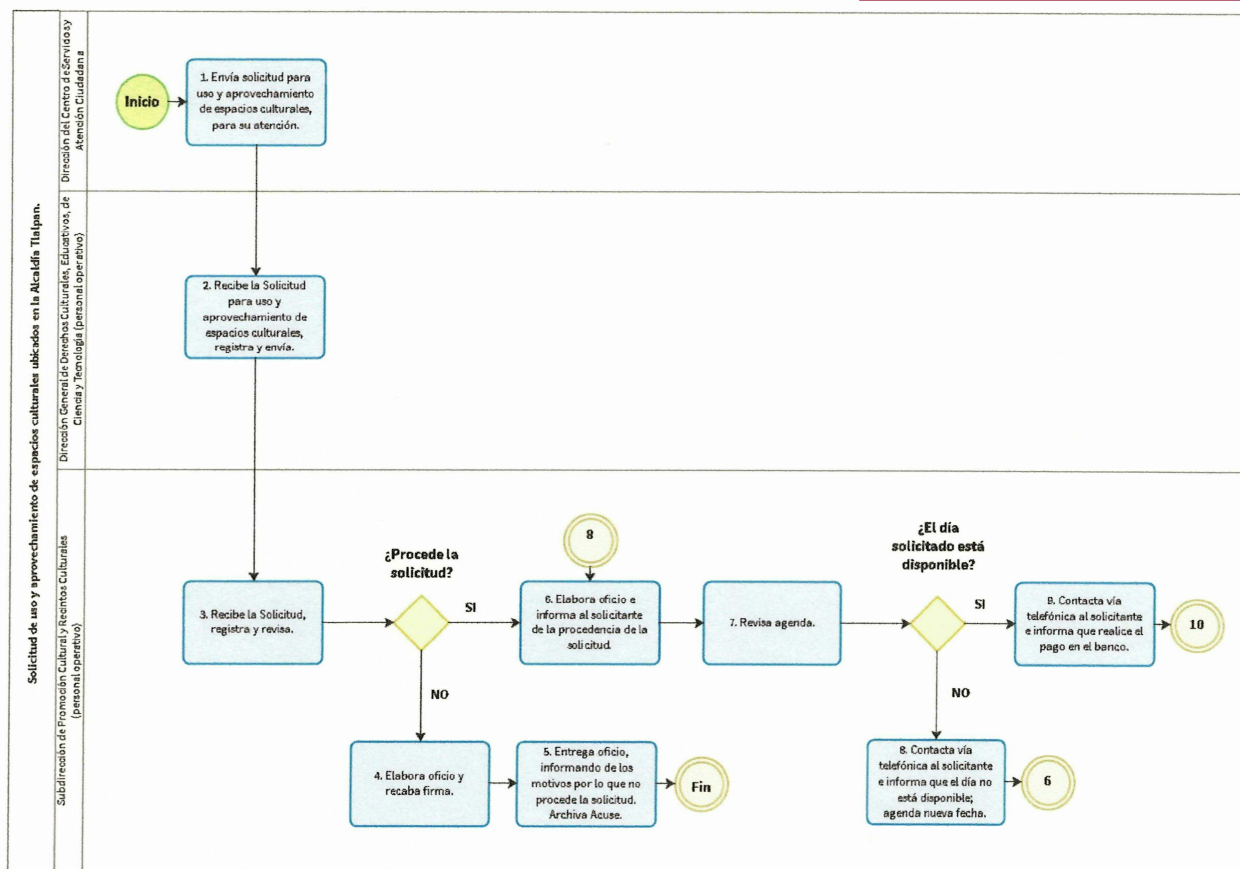 Solicitud de uso y aprovechamiento de espacios culturales ubicados en la Alcaldía Tlalpan.
Dirección del Centro de Servicios y
Atención Ciudadana
Inicio
1. Envía solicitud para
uso y aprovechamiento
de espacios culturales,
para su atención.
Dirección General de Derechos Culturales, Educativos, de
Ciencia y Tecnología (personal operativo)
2. Recibe la Solicitud
para uso y
aprovechamiento de
espacios culturales,
registra y envía.
Subdirección de Promoción Cultural y Recintos Culturales
(personal operativo)
3. Recibe la Solicitud,
registra y revisa.
¿Procede la
solicitud?
SI
NO
4. Elabora oficio y
recaba firma.
5. Entrega oficio,
informando de los
motivos por lo que no
procede la solicitud.
Archiva Acuse.
Fin
8
6. Elabora oficio e
informa al solicitante
de la procedencia de la
solicitud.
7. Revisa agenda.
¿El día
solicitado está
disponible?
SI
NO
9. Contacta vía
telefónica al solicitante
e informa que realice el
pago en el banco.
10
8. Contacta vía
telefónica al solicitante
e informa que el día no
está disponible;
agenda nueva fecha.
6